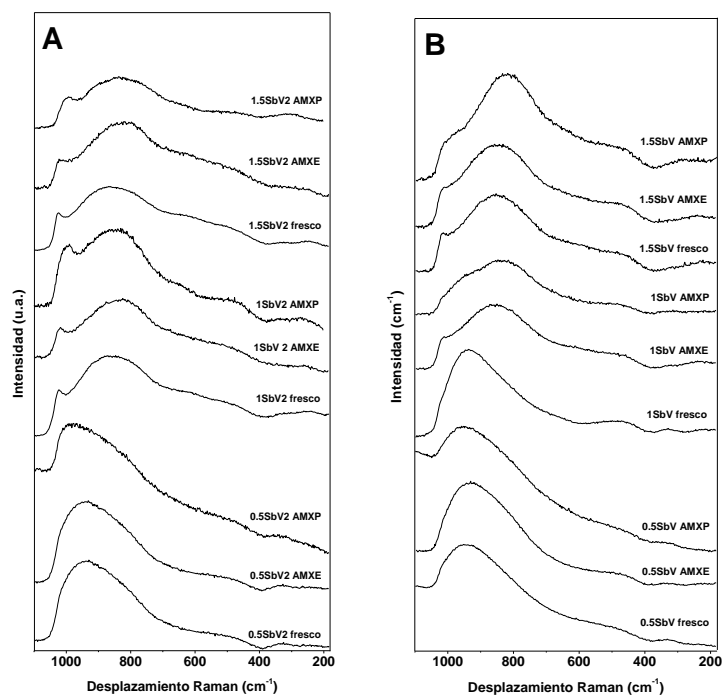 A
1.5SbV2 AMXP
1.5SbV2 AMXE
1.5SbV2 fresco
1SbV2 AMXP
1SbV 2 AMXE
1SbV2 fresco
0.5SbV2 AMXP
0.5SbV2 AMXE
0.5SbV2 fresco
Intensidad (u.a.)
1000 800 600 400 200
Desplazamiento Raman (cm-1)
B
1.5SbV AMXP
1.5SbV AMXE
1.5SbV fresco
1SbV AMXP
1SbV AMXE
1SbV fresco
0.5SbV AMXP
0.5SbV AMXE
0.5SbV fresco
Intensidad (cm-1)
1000 800 600 400 200
Desplazamiento Raman (cm-1)